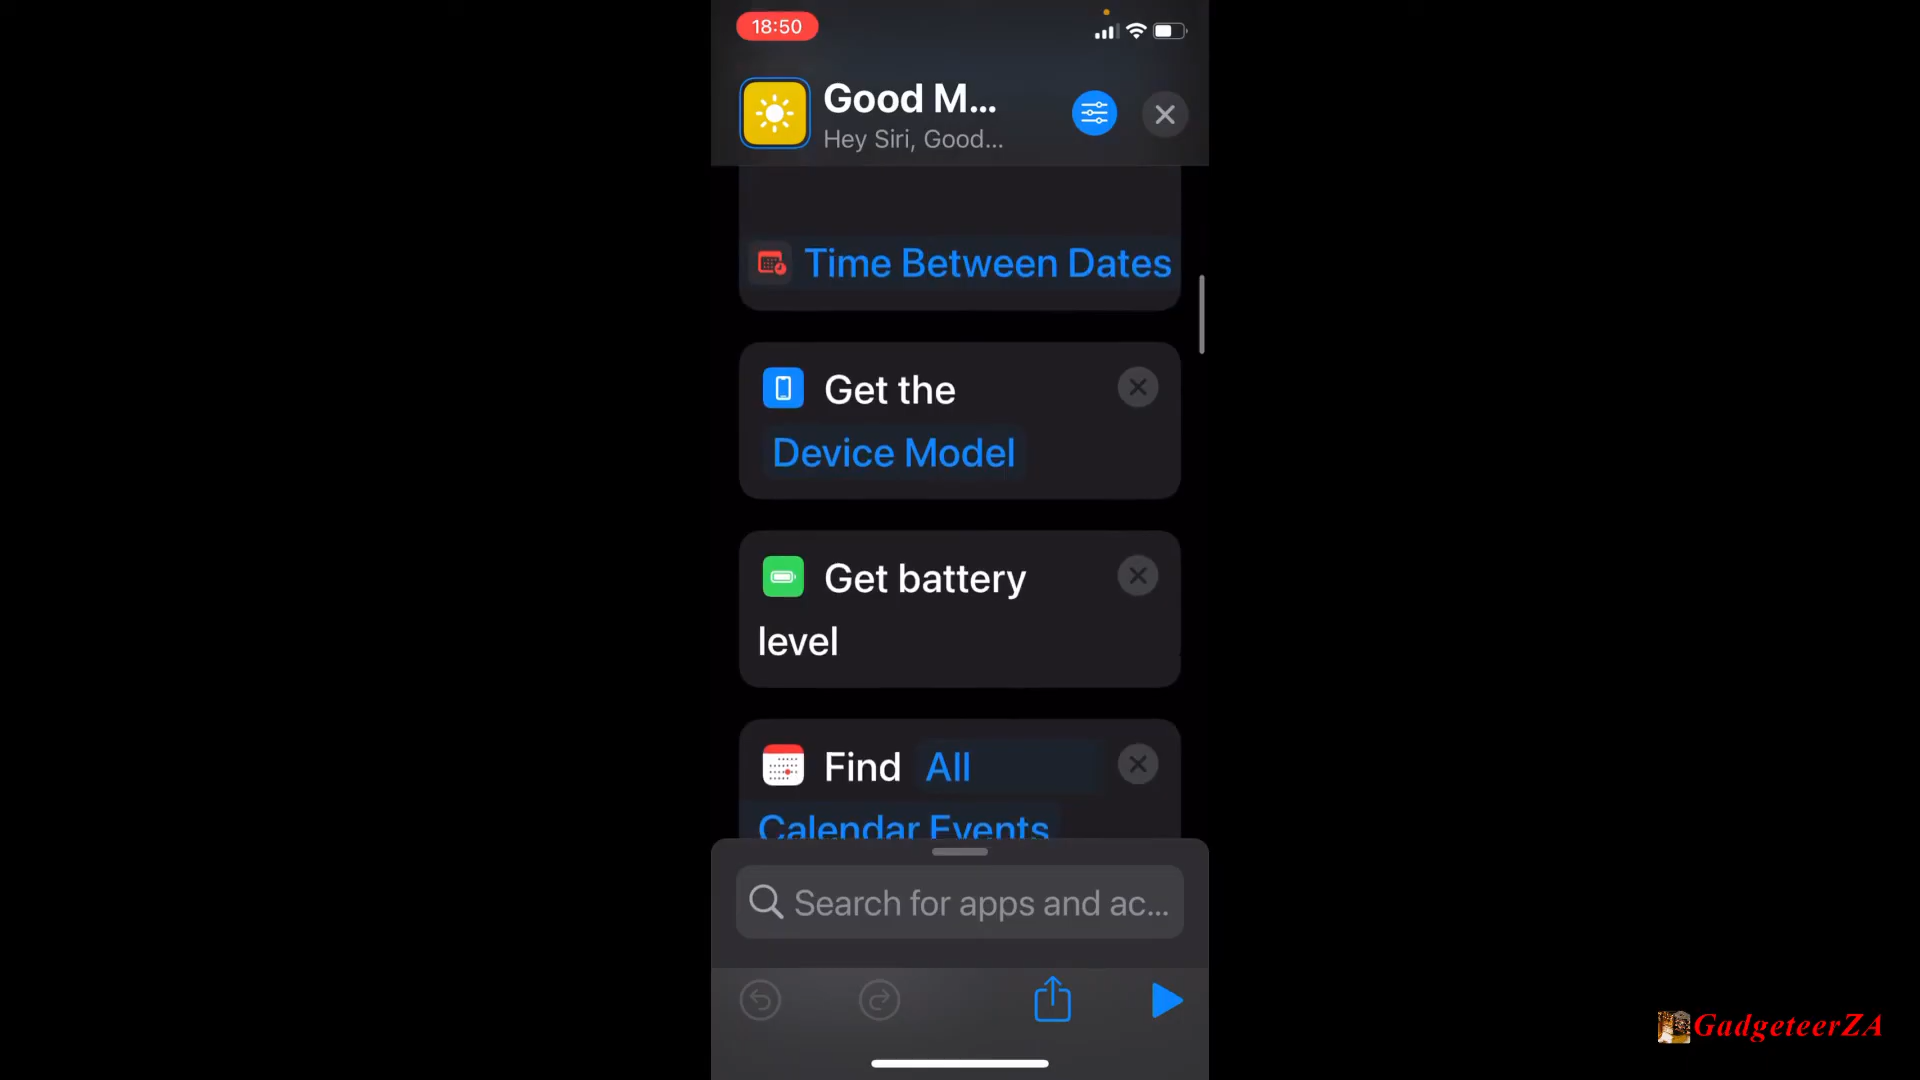 18:50
Good M...
Hey Siri, Good...
Time Between Dates
Get the
Device Model
Get battery
level
Find All
Calendar Events
Search for apps and ac...
GadgeteerZA